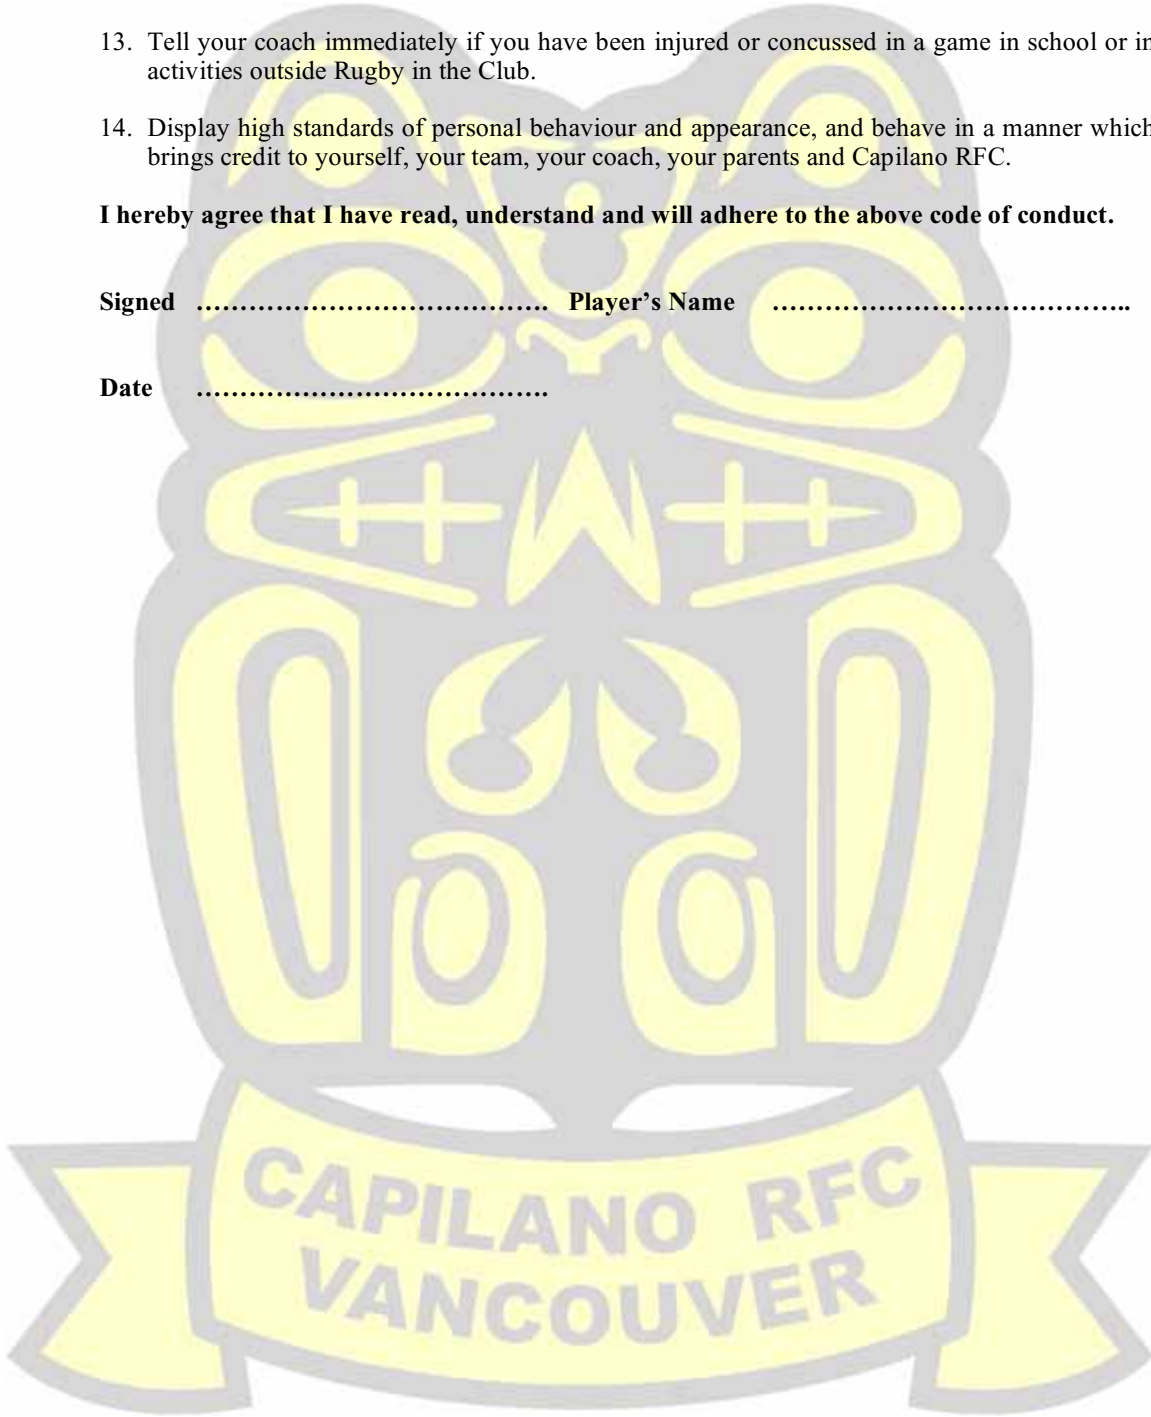 13. Tell your coach immediately if you have been injured or concussed in a game in school or in
activities outside Rugby in the Club.
14. Display high standards of personal behaviour and appearance, and behave in a manner which
brings credit to yourself, your team, your coach, your parents and Capilano RFC.
I hereby agree that I have read, understand and will adhere to the above code of conduct.
Signed …………………………………. Player’s Name …………………………………..
Date ………………………………….
CAPILANO RFC
VANCOUVER